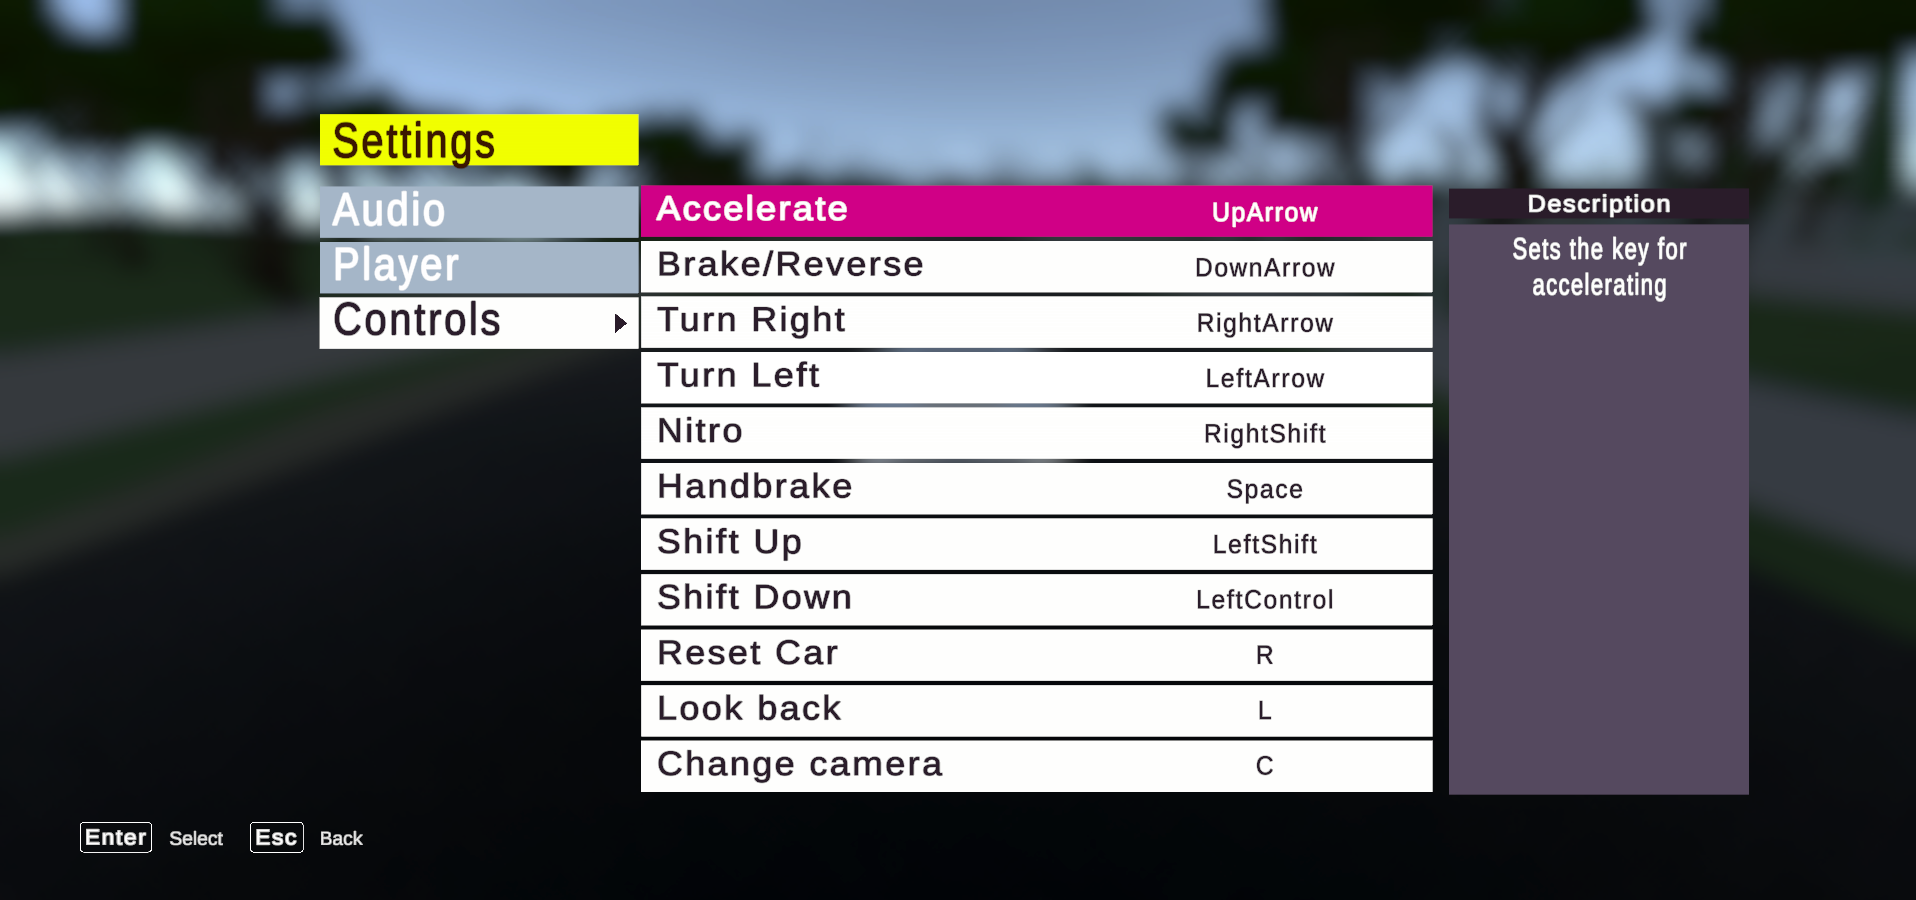 Settings
Audio
Player
Controls
Accelerate UpArrow
Brake/Reverse DownArrow
Turn Right RightArrow
Turn Left LeftArrow
Nitro RightShift
Handbrake Space
Shift Up LeftShift
Shift Down LeftControl
Reset Car R
Look back L
Change camera C
Description
Sets the key for
accelerating
Enter Select Esc Back